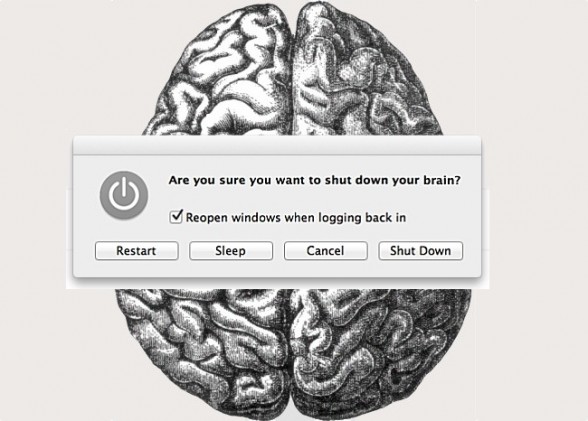 Are you sure you want to shut down your brain?
Reopen windows when logging back in
Restart Sleep Cancel Shut Down